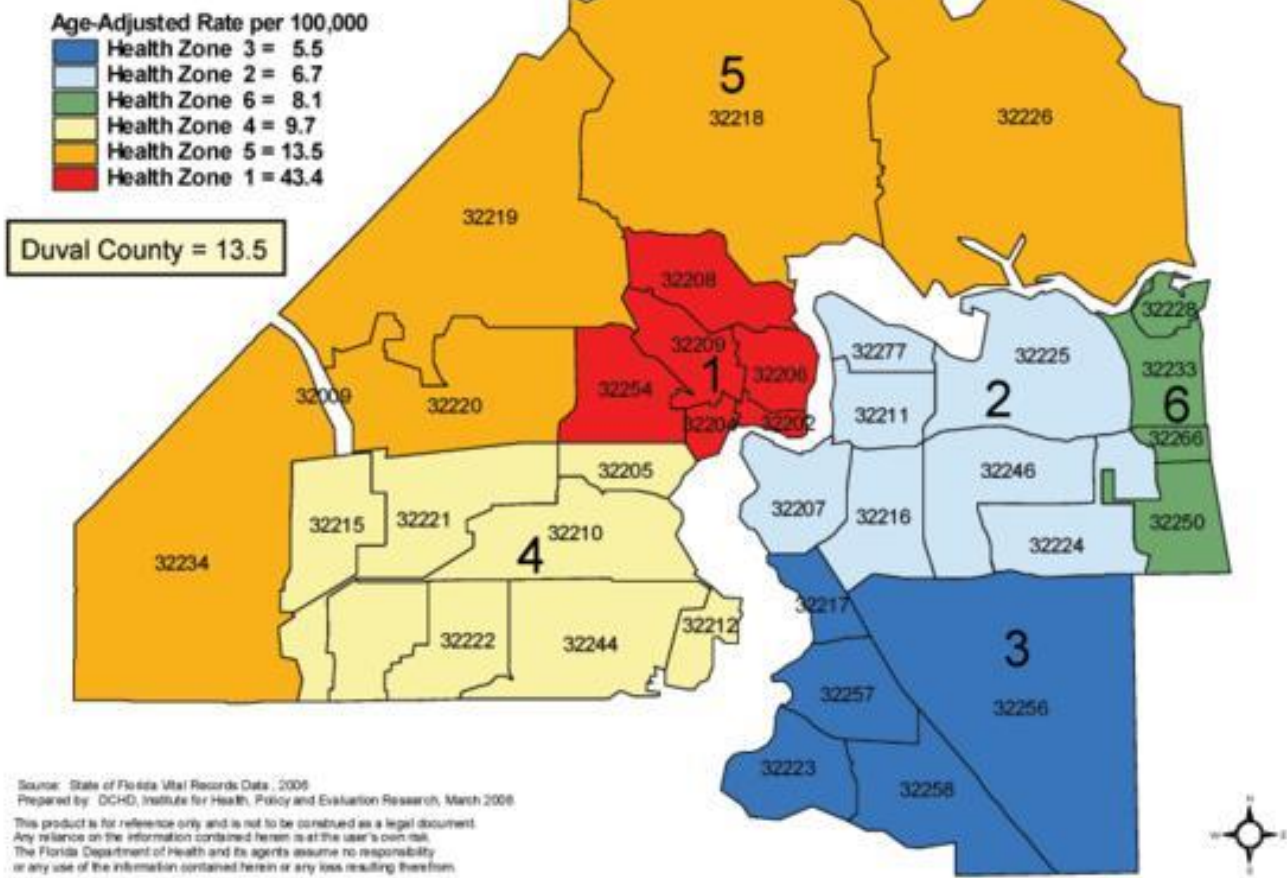 Age-Adjusted Rate per 100,000
Health Zone 3 = 5.5
Health Zone 2 = 6.7
Health Zone 6 = 8.1
Health Zone 4 = 9.7
Health Zone 5 = 13.5
Health Zone 1 = 43.4
Duval County = 13.5
5
32218
32226
32219
32208
32228
32209
32277
32225
32233
32254
1
32206
2
6
32009
32220
32211
32204
32202
32266
32205
32246
32215
32221
32210
32207
32216
32250
4
32224
32234
32217
32222
32244
32212
3
32257
32256
32223
32258
Source: State of Florida Vital Records Data, 2006
Prepared by: DCHD, Institute for Health, Policy and Evaluation Research, March 2008
This product is for reference only and is not to be construed as a legal document.
Any reliance on the information contained herein is at the user's own risk.
The Florida Department of Health and its agents assume no responsibility
or any use of the information contained herein or any loss resulting therefrom.
N
W
E
S